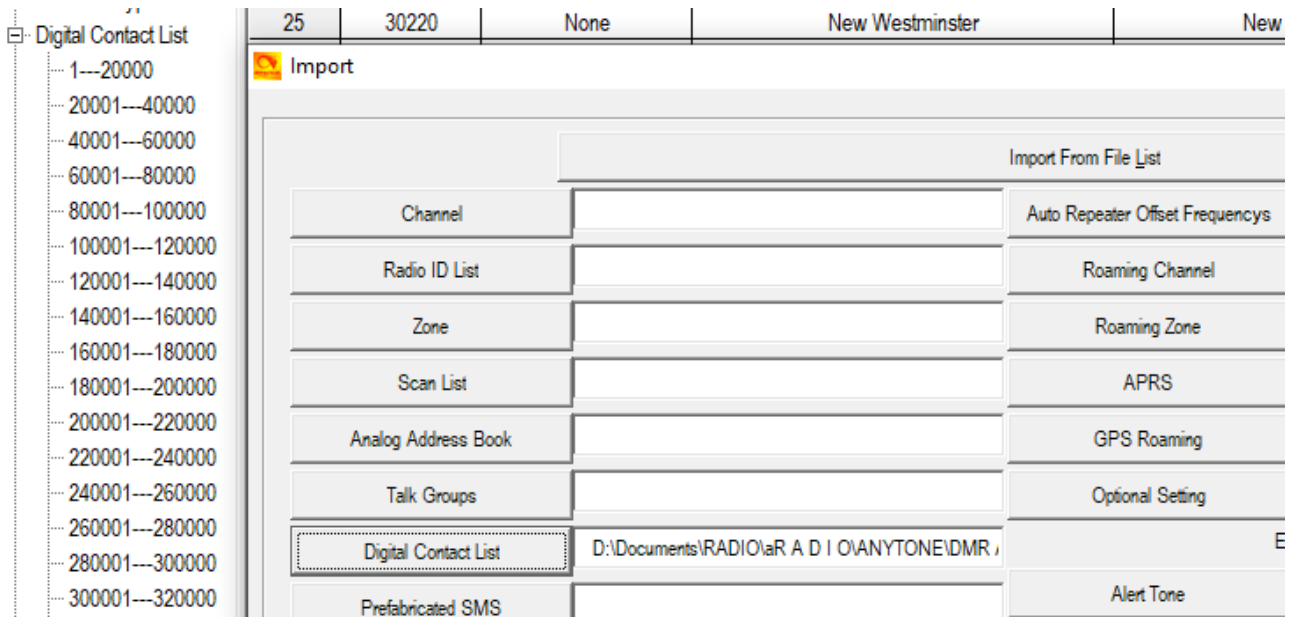 Digital Contact List
1---20000
20001---40000
40001---60000
60001---80000
80001---100000
100001---120000
120001---140000
140001---160000
160001---180000
180001---200000
200001---220000
220001---240000
240001---260000
260001---280000
280001---300000
300001---320000
25 30220 None New Westminster New
Import
Import From File List
Channel Auto Repeater Offset Frequencys
Radio ID List Roaming Channel
Zone Roaming Zone
Scan List APRS
Analog Address Book GPS Roaming
Talk Groups Optional Setting
Digital Contact List D:\Documents\RADIO\aR A D I O\ANYTONE\DMR E
Prefabricated SMS Alert Tone